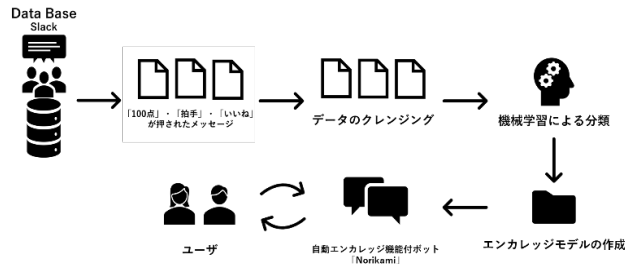 Data Base
Slack
「100点」・「拍手」・「いいね」
が押されたメッセージ
データのクレンジング
機械学習による分類
ユーザ
自動エンカレッジ機能付ボット
「Norikami」
エンカレッジモデルの作成